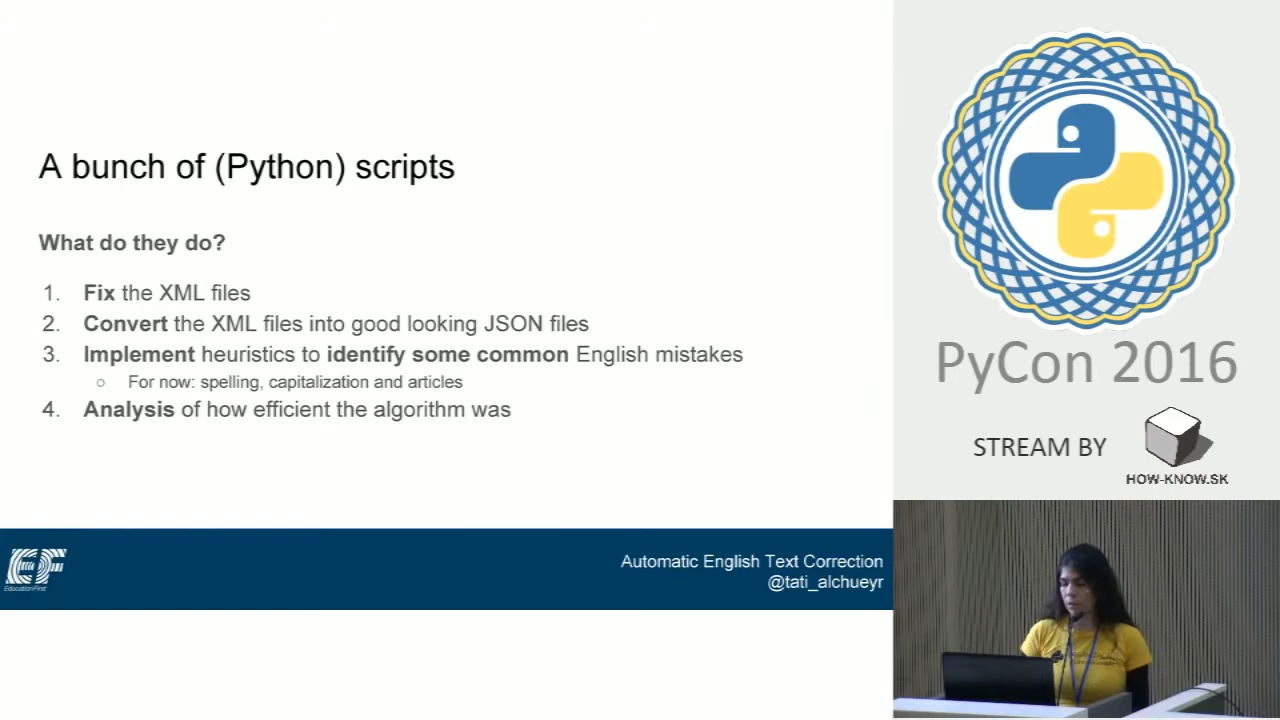 A bunch of (Python) scripts
What do they do?
1. Fix the XML files
2. Convert the XML files into good looking JSON files
3. Implement heuristics to identify some common English mistakes
○ For now: spelling, capitalization and articles
4. Analysis of how efficient the algorithm was
EF
EducationFirst
Automatic English Text Correction
@tati_alchueyr
PyCon 2016
STREAM BY
HOW-KNOW.SK